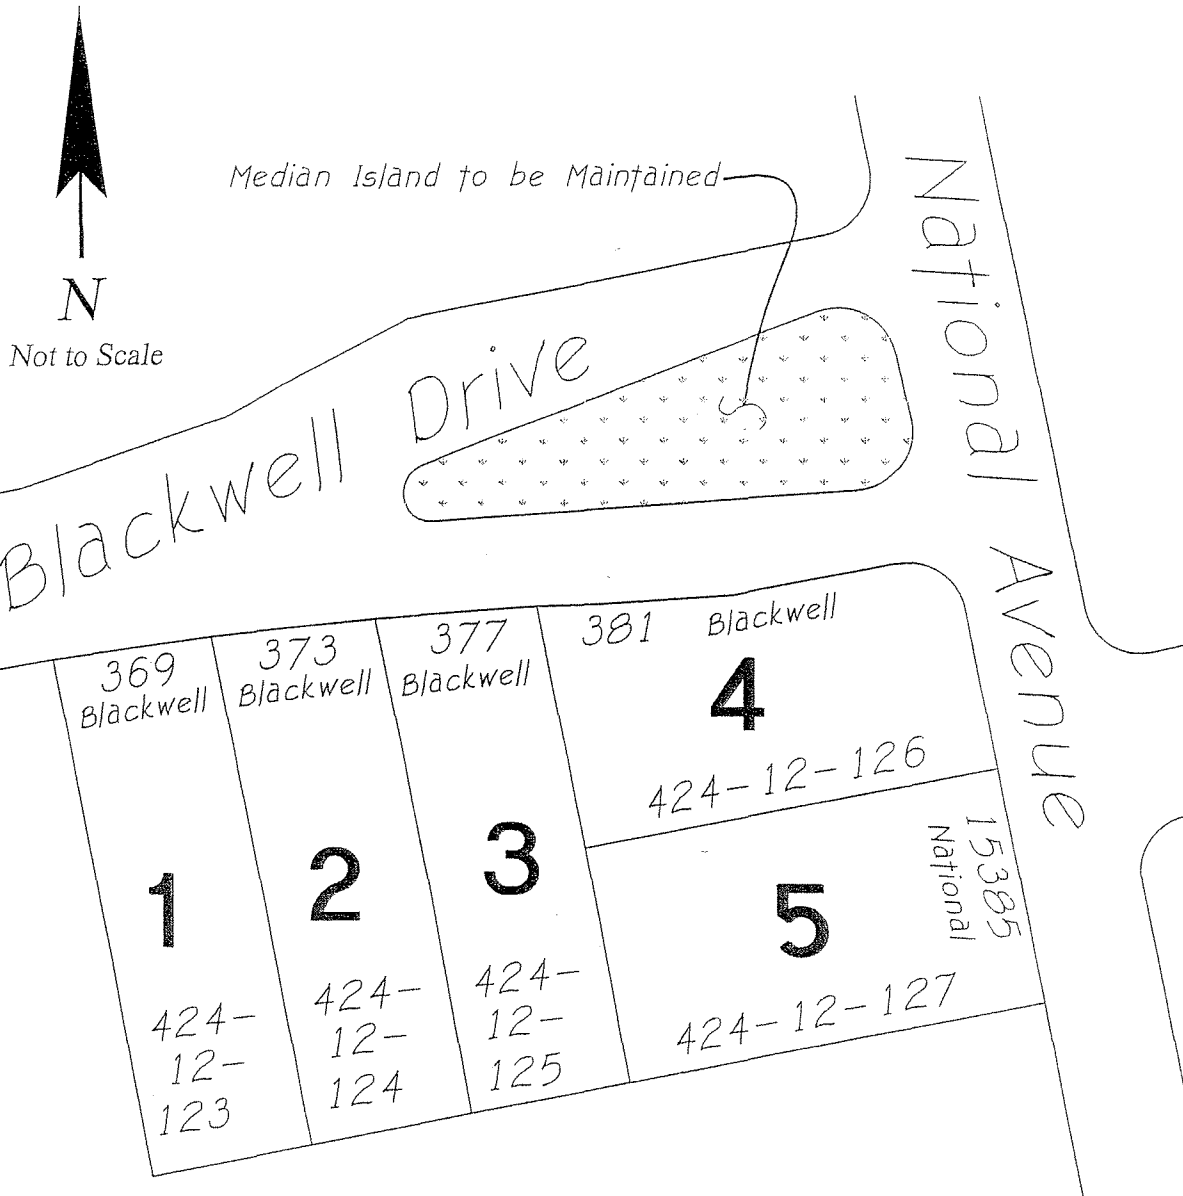 Median Island to be Maintained
N
Not to Scale
National Avenue
Blackwell Drive
369
Blackwell
373
Blackwell
377
Blackwell
381 Blackwell
4
424-12-126
1
424-
12-
123
2
424-
12-
124
3
424-
12-
125
5
424-12-127
15385
National